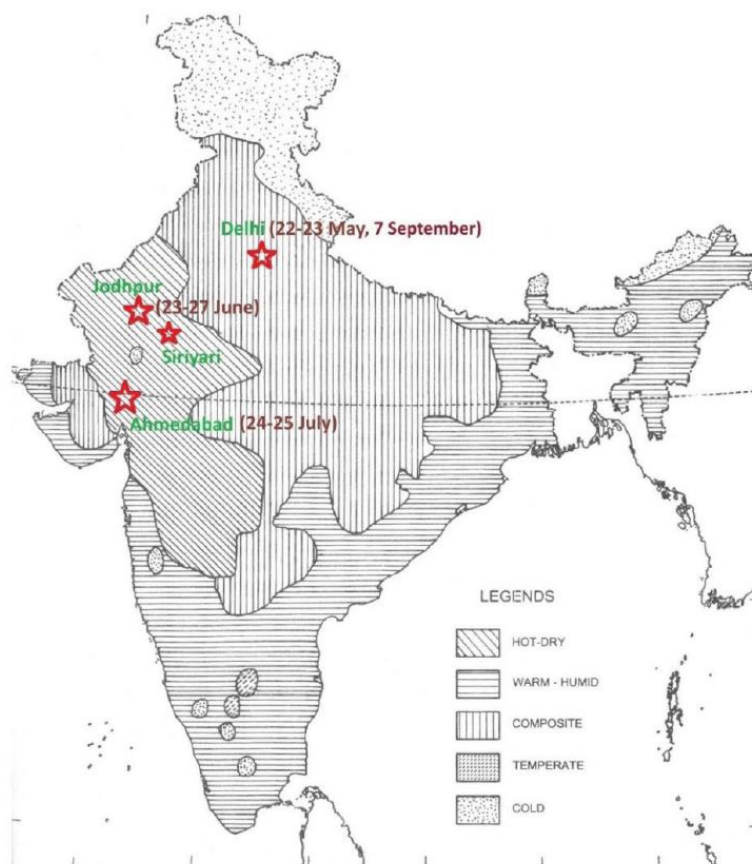 Delhi (22-23 May, 7 September)
Jodhpur
(23-27 June)
Siriyari
Ahmedabad (24-25 July)
LEGENDS
HOT-DRY
WARM - HUMID
COMPOSITE
TEMPERATE
COLD